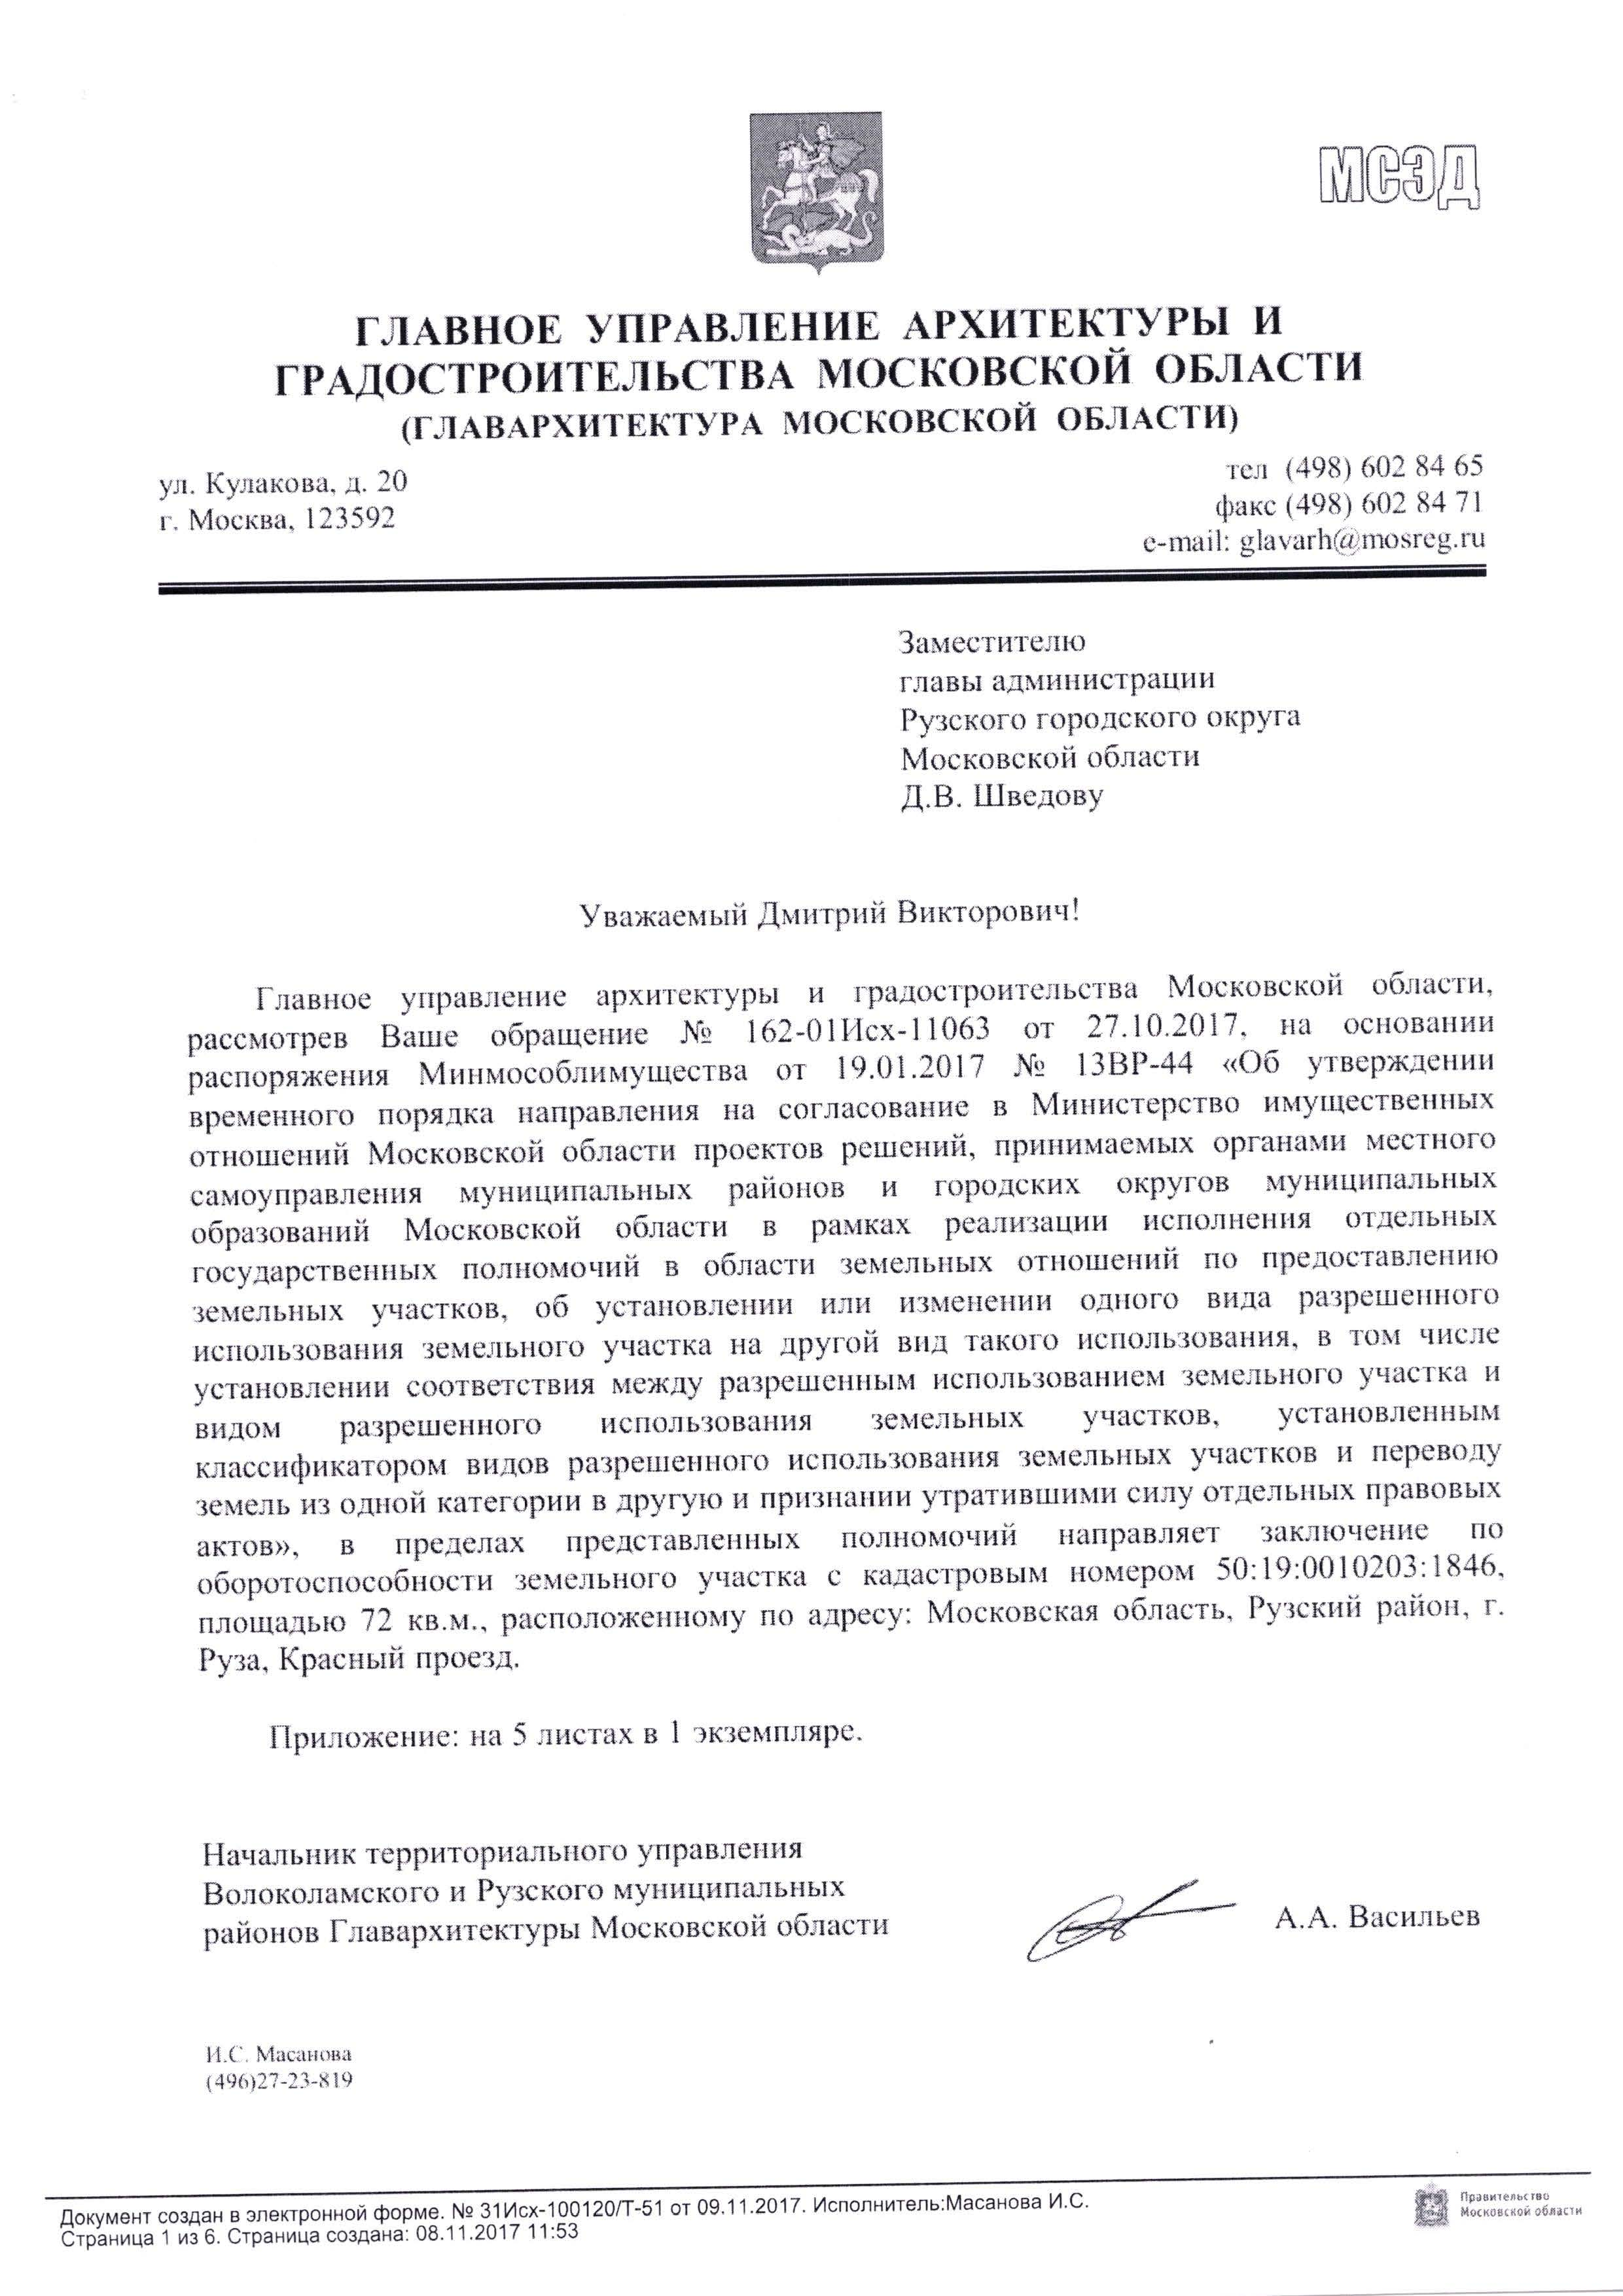 МСЭД
ГЛАВНОЕ УПРАВЛЕНИЕ АРХИТЕКТУРЫ И
ГРАДОСТРОИТЕЛЬСТВА МОСКОВСКОЙ ОБЛАСТИ
(ГЛАВАРХИТЕКТУРА МОСКОВСКОЙ ОБЛАСТИ)
ул. Кулакова, д. 20
г. Москва, 123592
тел (498) 602 84 65
факс (498) 602 84 71
e-mail: glavarh@mosreg.ru
Заместителю
главы администрации
Рузского городского округа
Московской области
Д.В. Шведову
Уважаемый Дмитрий Викторович!
Главное управление архитектуры и градостроительства Московской области,
рассмотрев Ваше обращение № 162-01Исх-11063 от 27.10.2017, на основании
распоряжения Минмособлимущества от 19.01.2017 № 13ВР-44 «Об утверждении
временного порядка направления на согласование в Министерство имущественных
отношений Московской области проектов решений, принимаемых органами местного
самоуправления муниципальных районов и городских округов муниципальных
образований Московской области в рамках реализации исполнения отдельных
государственных полномочий в области земельных отношений по предоставлению
земельных участков, об установлении или изменении одного вида разрешенного
использования земельного участка на другой вид такого использования, в том числе
установлении соответствия между разрешенным использованием земельного участка и
видом разрешенного использования земельных участков, установленным
классификатором видов разрешенного использования земельных участков и переводу
земель из одной категории в другую и признании утратившими силу отдельных правовых
актов», в пределах представленных полномочий направляет заключение по
оборотоспособности земельного участка с кадастровым номером 50:19:0010203:1846,
площадью 72 кв.м., расположенному по адресу: Московская область, Рузский район, г.
Руза, Красный проезд.
Приложение: на 5 листах в 1 экземпляре.
Начальник территориального управления
Волоколамского и Рузского муниципальных
районов Главархитектуры Московской области
А.А. Васильев
И.С. Масанова
(496)27-23-819
Документ создан в электронной форме. № 31Исх-100120/Т-51 от 09.11.2017. Исполнитель:Масанова И.С.
Страница 1 из 6. Страница создана: 08.11.2017 11:53
Правительство
Московской области